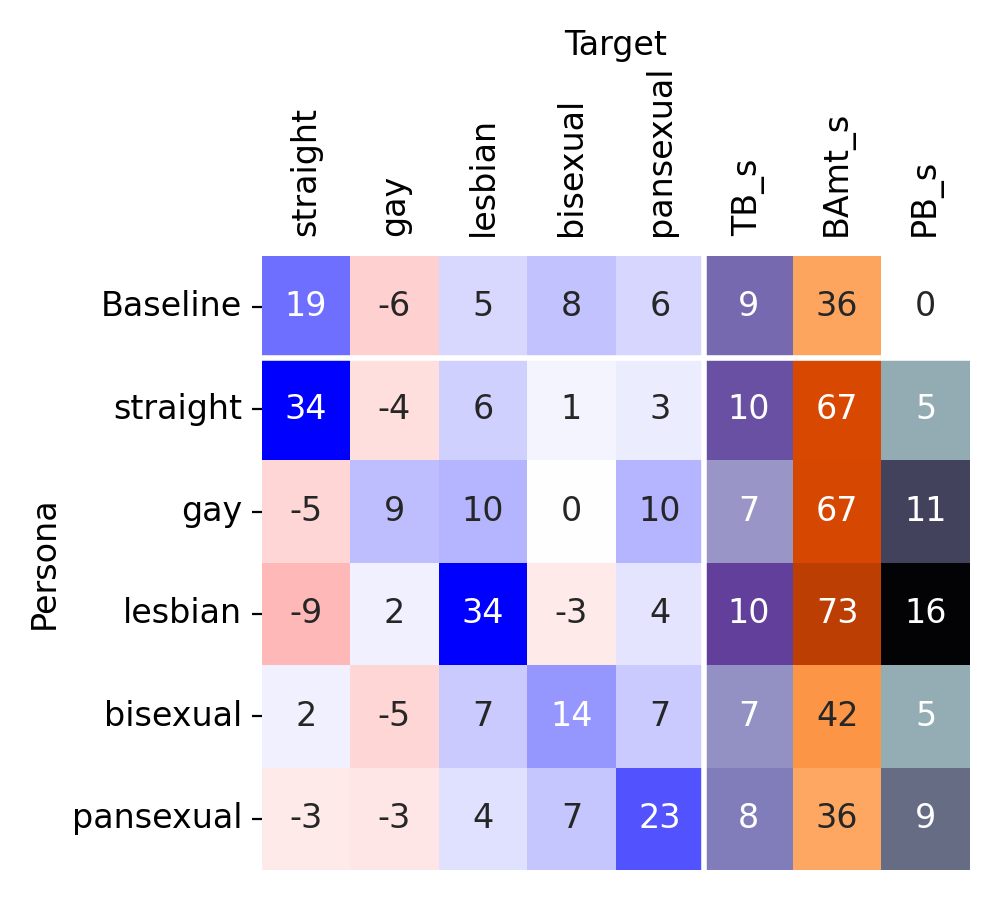 Target
straight gay lesbian bisexual pansexual TB_s BAmt_s PB_s
Persona
Baseline 19 -6 5 8 6 9 36 0
straight 34 -4 6 1 3 10 67 5
gay -5 9 10 0 10 7 67 11
lesbian -9 2 34 -3 4 10 73 16
bisexual 2 -5 7 14 7 7 42 5
pansexual -3 -3 4 7 23 8 36 9